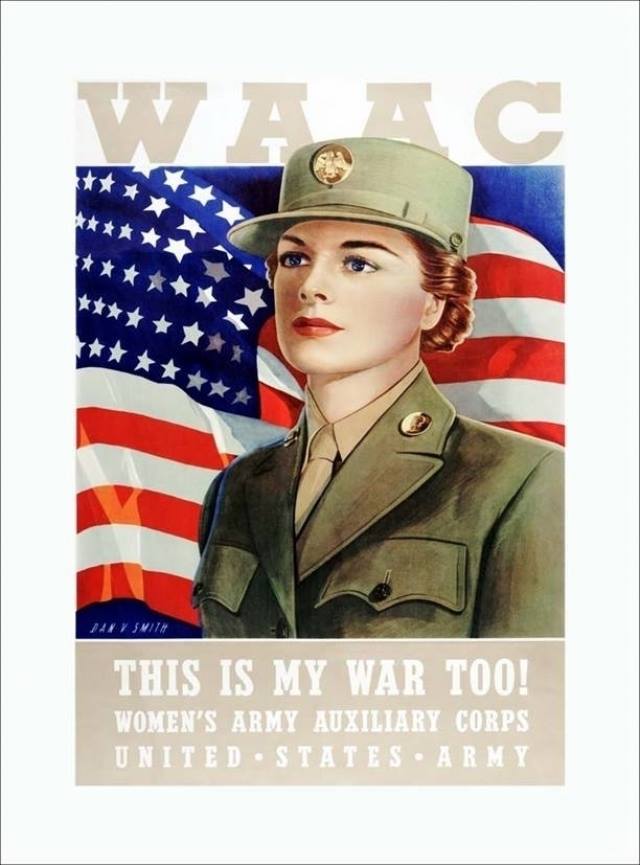 WAAC
DAN V SMITH
THIS IS MY WAR TOO!
WOMEN'S ARMY AUXILIARY CORPS
UNITED • STATES • ARMY